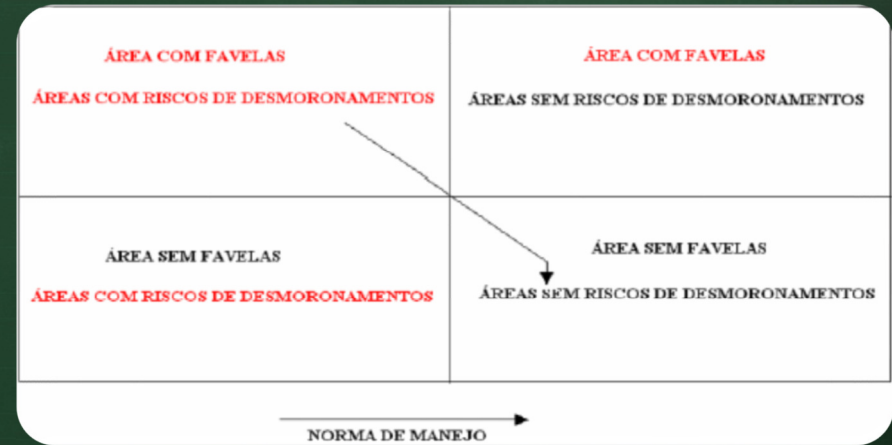 ÁREA COM FAVELAS
ÁREAS COM RISCOS DE DESMORONAMENTOS
ÁREA COM FAVELAS
ÁREAS SEM RISCOS DE DESMORONAMENTOS
ÁREA SEM FAVELAS
ÁREAS COM RISCOS DE DESMORONAMENTOS
ÁREA SEM FAVELAS
ÁREAS SEM RISCOS DE DESMORONAMENTOS
NORMA DE MANEJO